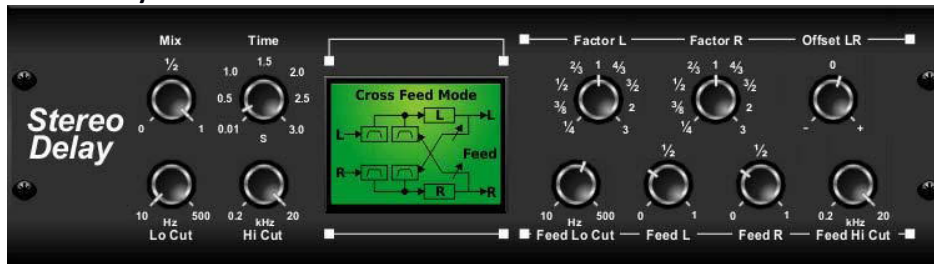 Mix
Time
Factor L
Factor R
Offset LR
½
0
1
0.01
0.5
1.0
1.5
2.0
2.5
3.0
S
¼
⅜
½
⅔
1
4⁄3
3⁄2
2
3
¼
⅜
½
⅔
1
4⁄3
3⁄2
2
3
0
-
+
Stereo
Delay
Cross Feed Mode
L
L
L
Feed
R
R
R
10
500
Hz
Lo Cut
0.2
20
kHz
Hi Cut
10
500
Hz
Feed Lo Cut
½
0
1
Feed L
½
0
1
Feed R
0.2
20
kHz
Feed Hi Cut